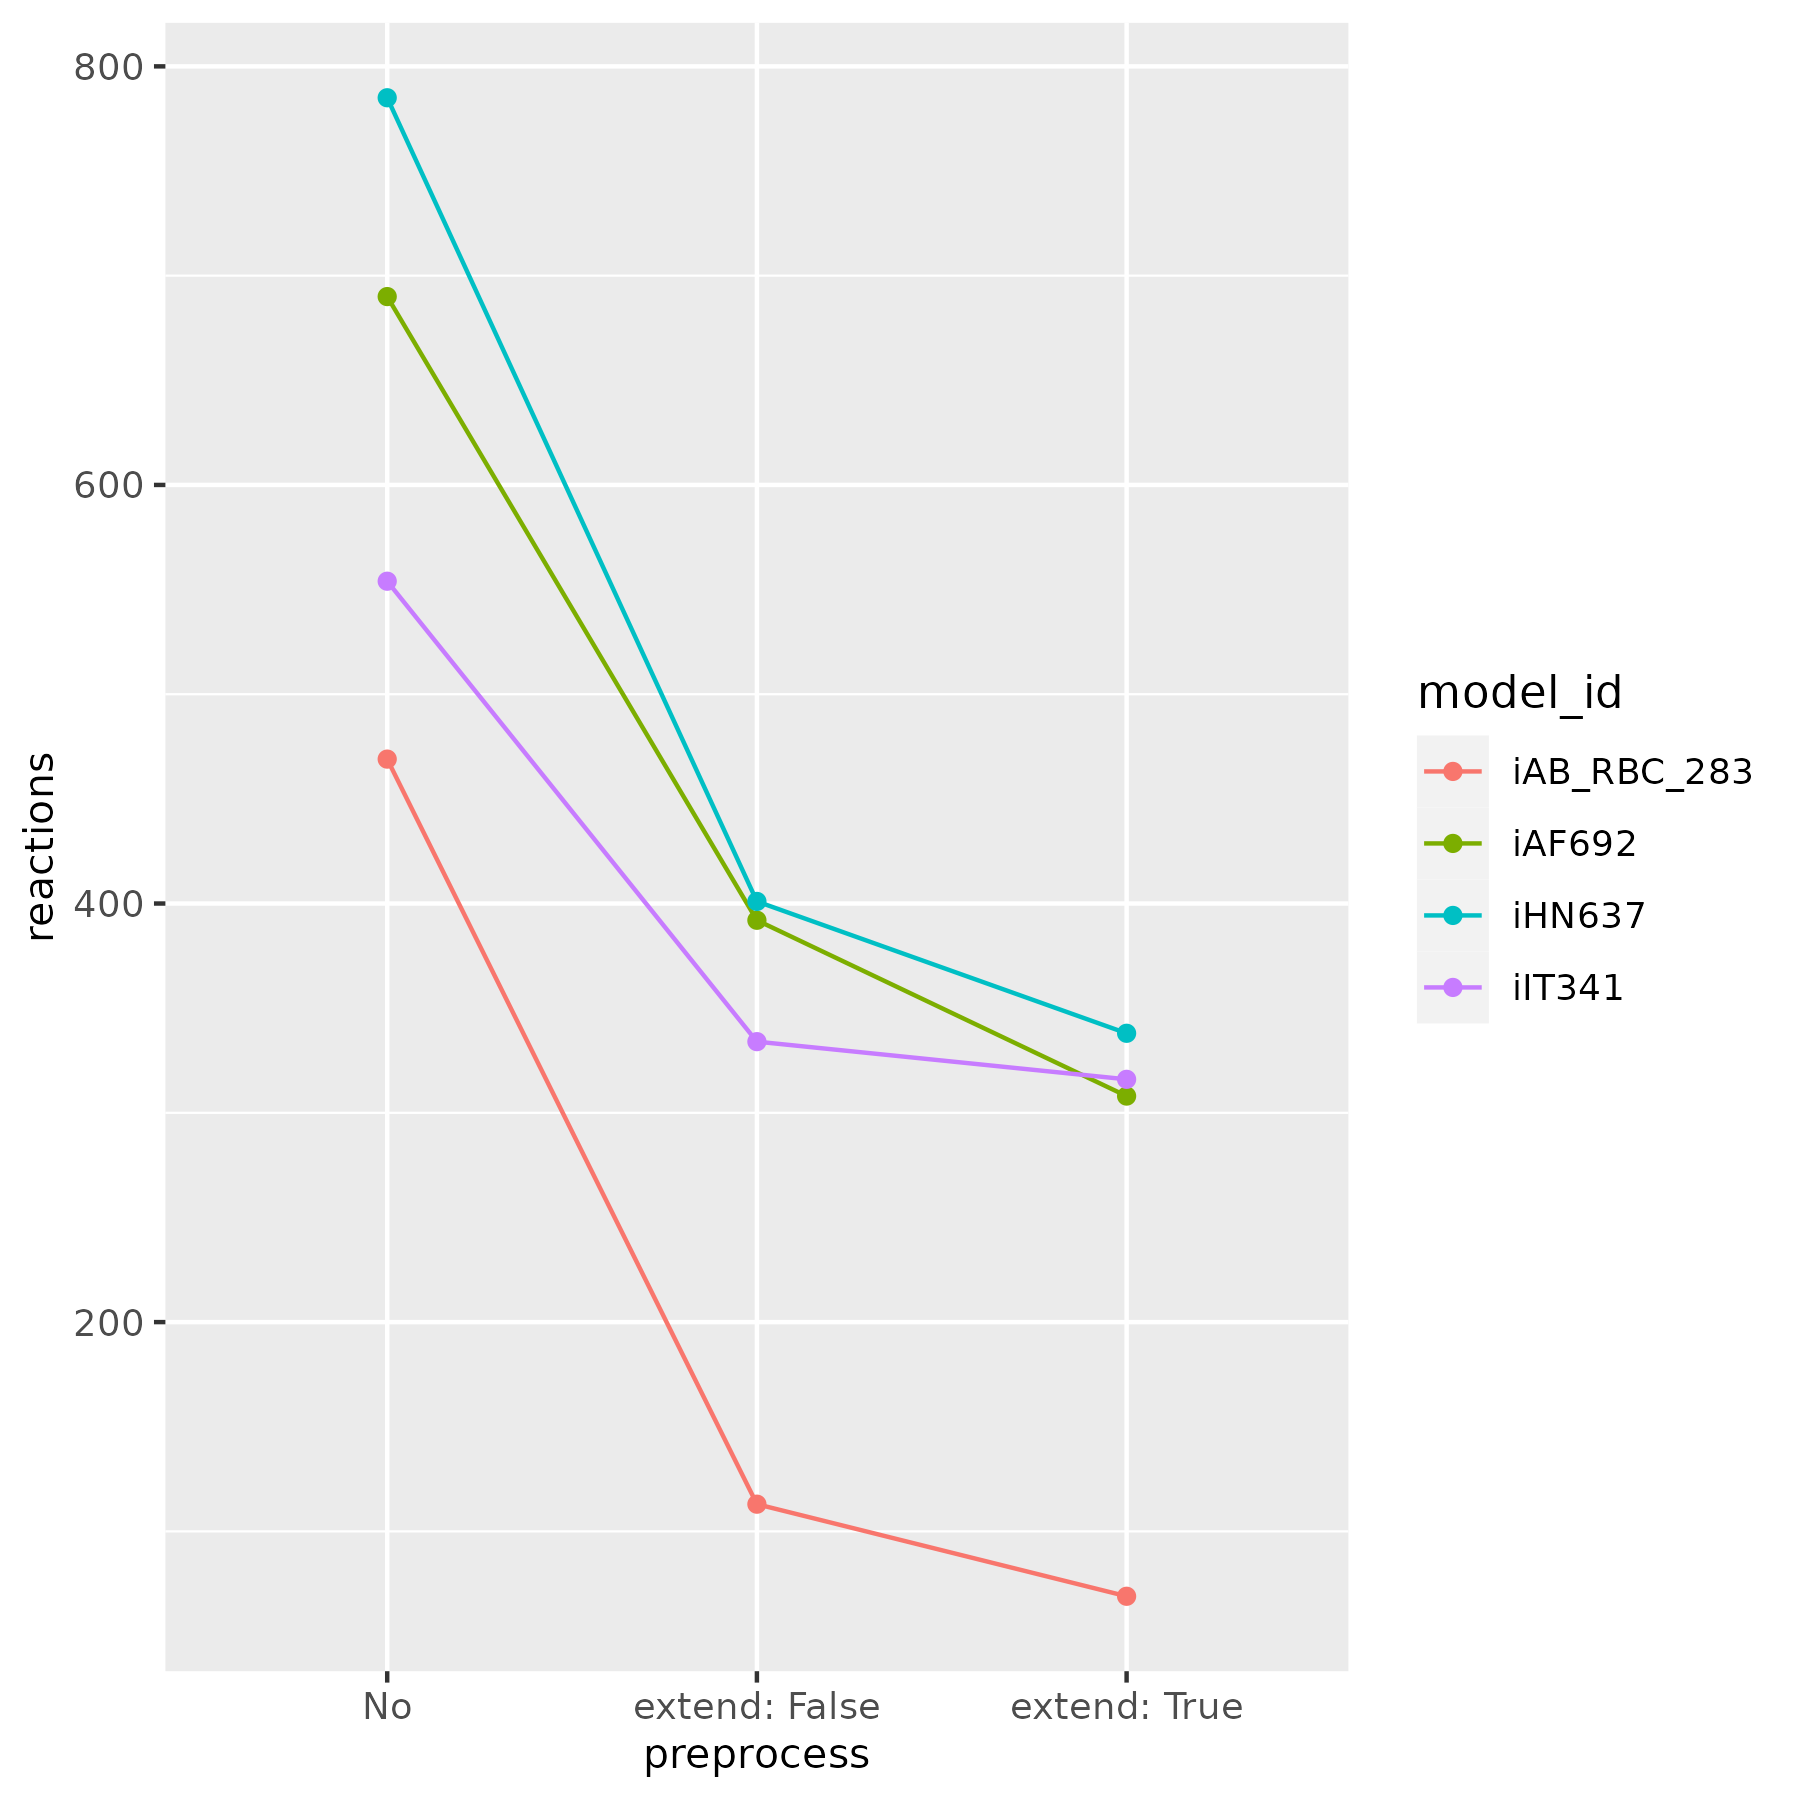 800
600
400
200
reactions
No
extend: False
extend: True
preprocess
model_id
iAB_RBC_283
iAF692
iHN637
iIT341